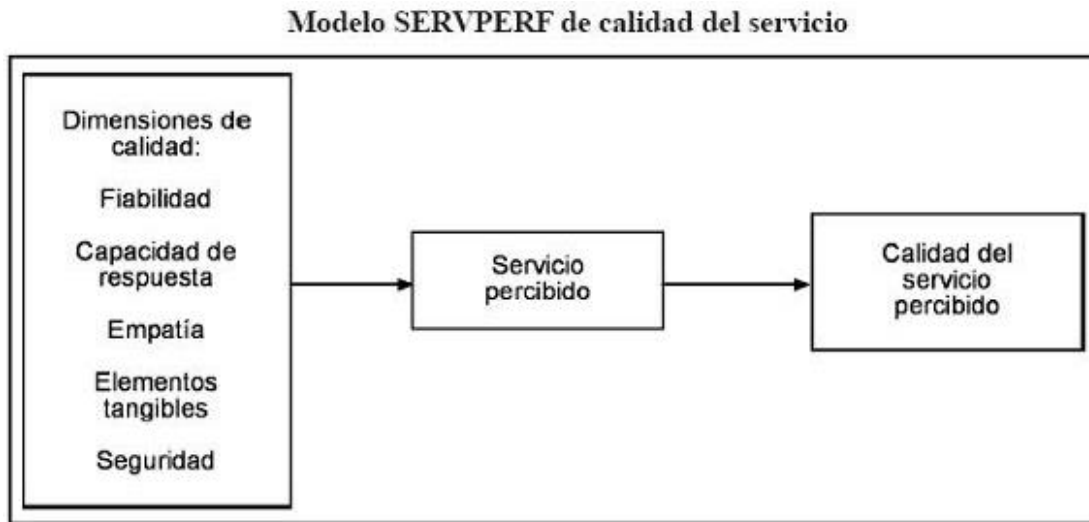 Modelo SERVPERF de calidad del servicio
Dimensiones de
calidad:
Fiabilidad
Capacidad de
respuesta
Empatía
Elementos
tangibles
Seguridad
Servicio
percibido
Calidad del
servicio
percibido